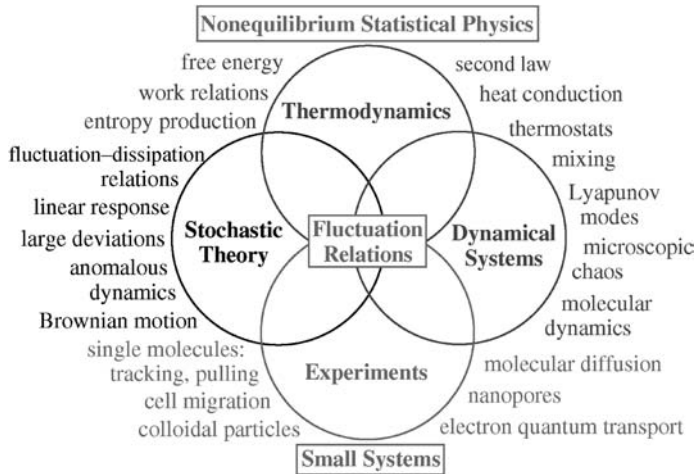 Nonequilibrium Statistical Physics
free energy
second law
work relations
heat conduction
Thermodynamics
entropy production
thermostats
fluctuation–dissipation
relations
mixing
linear response
Lyapunov
modes
large deviations
Stochastic
Theory
Fluctuation
Relations
Dynamical
Systems
microscopic
chaos
anomalous
dynamics
molecular
dynamics
Brownian motion
single molecules:
tracking, pulling
Experiments
molecular diffusion
cell migration
nanopores
colloidal particles
electron quantum transport
Small Systems